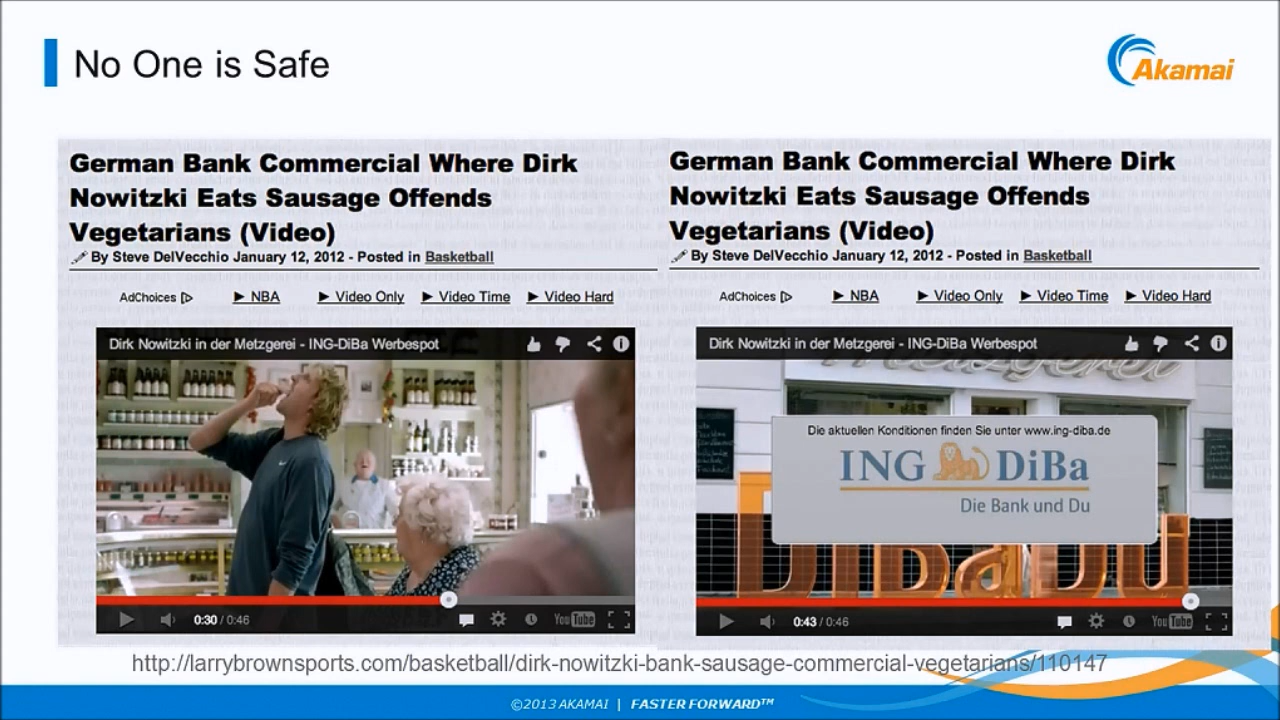 No One is Safe
Akamai
German Bank Commercial Where Dirk
Nowitzki Eats Sausage Offends
Vegetarians (Video)
By Steve DelVecchio January 12, 2012 - Posted in Basketball
AdChoices
NBA
Video Only
Video Time
Video Hard
Dirk Nowitzki in der Metzgerei - ING-DiBa Werbespot
0:30 / 0:46
YouTube
German Bank Commercial Where Dirk
Nowitzki Eats Sausage Offends
Vegetarians (Video)
By Steve DelVecchio January 12, 2012 - Posted in Basketball
AdChoices
NBA
Video Only
Video Time
Video Hard
Dirk Nowitzki in der Metzgerei - ING-DiBa Werbespot
Metzgerei
Die aktuellen Konditionen finden Sie unter www.ing-diba.de
ING DiBa
Die Bank und Du
DiBaDu
0:43 / 0:46
YouTube
http://larrybrownsports.com/basketball/dirk-nowitzki-bank-sausage-commercial-vegetarians/110147
©2013 AKAMAI | FASTER FORWARD™